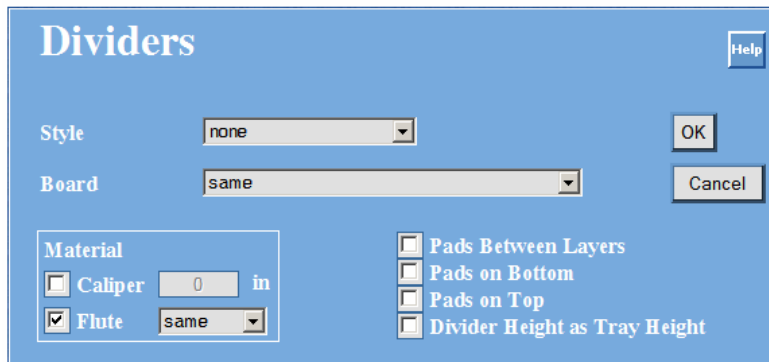 Dividers
Help
Style none OK
Board same Cancel
Material
Caliper 0 in
Flute same
Pads Between Layers
Pads on Bottom
Pads on Top
Divider Height as Tray Height